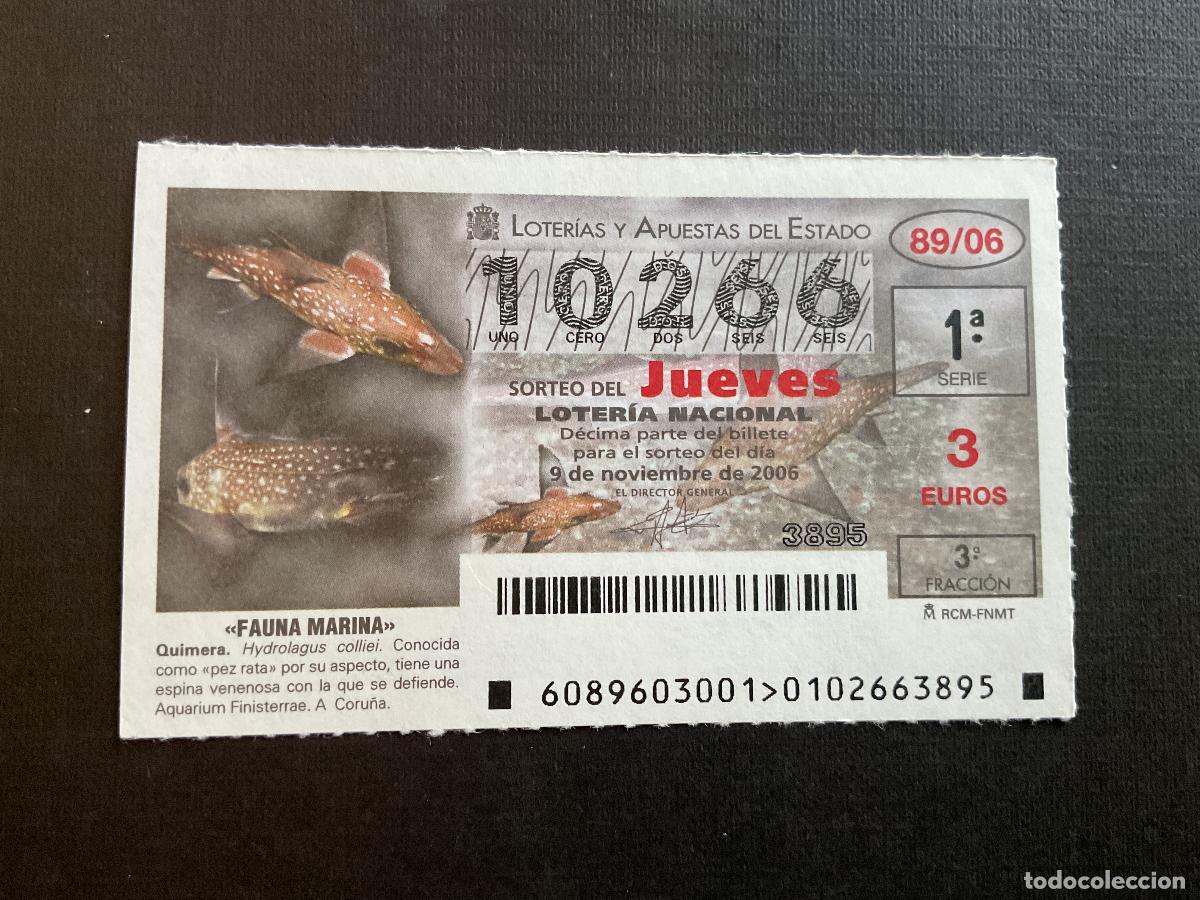 LOTERÍAS Y APUESTAS DEL ESTADO
89/06
10266
UNO CERO DOS SEIS SEIS
1ª
SERIE
SORTEO DEL Jueves
LOTERÍA NACIONAL
Décima parte del billete
para el sorteo del día
9 de noviembre de 2006
EL DIRECTOR GENERAL
3
EUROS
3895
3ª
FRACCIÓN
RCM-FNMT
«FAUNA MARINA»
Quimera. Hydrolagus colliei. Conocida
como «pez rata» por su aspecto, tiene una
espina venenosa con la que se defiende.
Aquarium Finisterrae. A Coruña.
6089603001>0102663895
todocoleccion